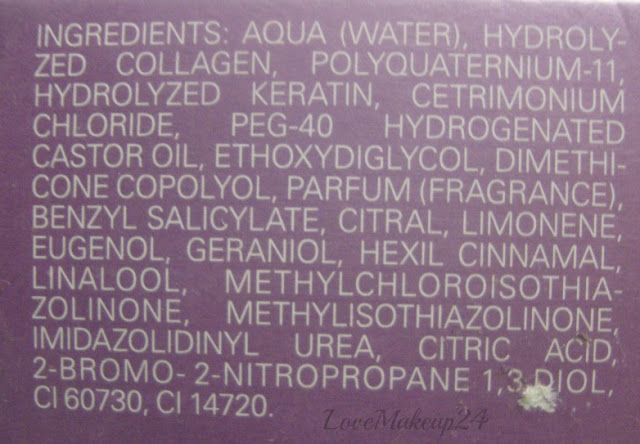 INGREDIENTS: AQUA (WATER), HYDROLY-
ZED COLLAGEN, POLYQUATERNIUM-11,
HYDROLYZED KERATIN, CETRIMONIUM
CHLORIDE, PEG-40 HYDROGENATED
CASTOR OIL, ETHOXYDIGLYCOL, DIMETHI-
CONE COPOLYOL, PARFUM (FRAGRANCE),
BENZYL SALICYLATE, CITRAL, LIMONENE,
EUGENOL, GERANIOL, HEXIL CINNAMAL,
LINALOOL, METHYLCHLOROISOTHIA-
ZOLINONE, METHYLISOTHIAZOLINONE,
IMIDAZOLIDINYL UREA, CITRIC ACID,
2-BROMO- 2-NITROPROPANE 1,3-DIOL,
CI 60730, CI 14720.
LoveMakeup24